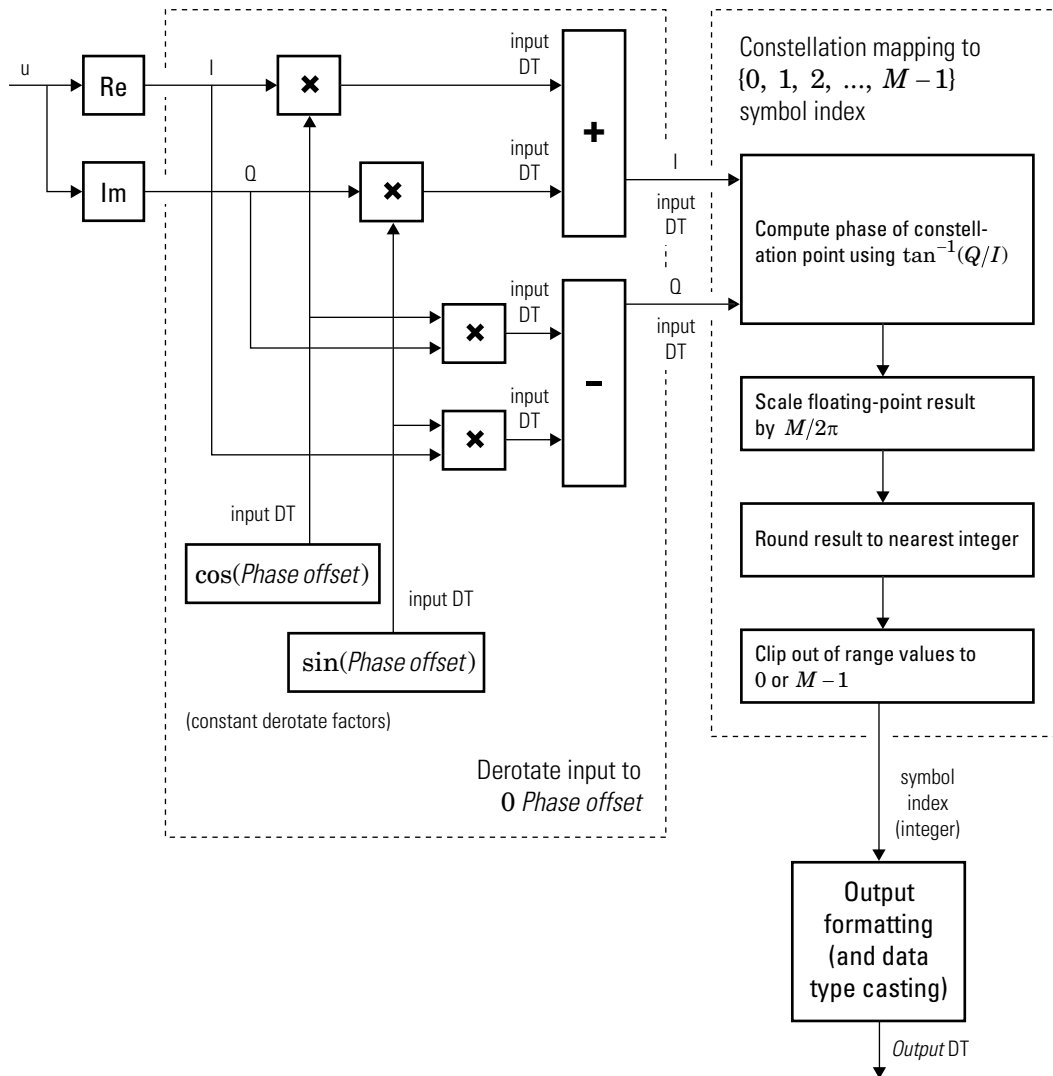 u
Re
I
×
input
DT
+
Im
Q
×
input
DT
I
input
DT
×
input
DT
–
Q
input
DT
×
input
DT
input DT
cos(Phase offset)
input DT
sin(Phase offset)
(constant derotate factors)
Derotate input to
0 Phase offset
Constellation mapping to
{0, 1, 2, ..., M – 1}
symbol index
Compute phase of constell-
ation point using tan⁻¹(Q/I)
Scale floating-point result
by M/2π
Round result to nearest integer
Clip out of range values to
0 or M – 1
symbol
index
(integer)
Output
formatting
(and data
type casting)
Output DT